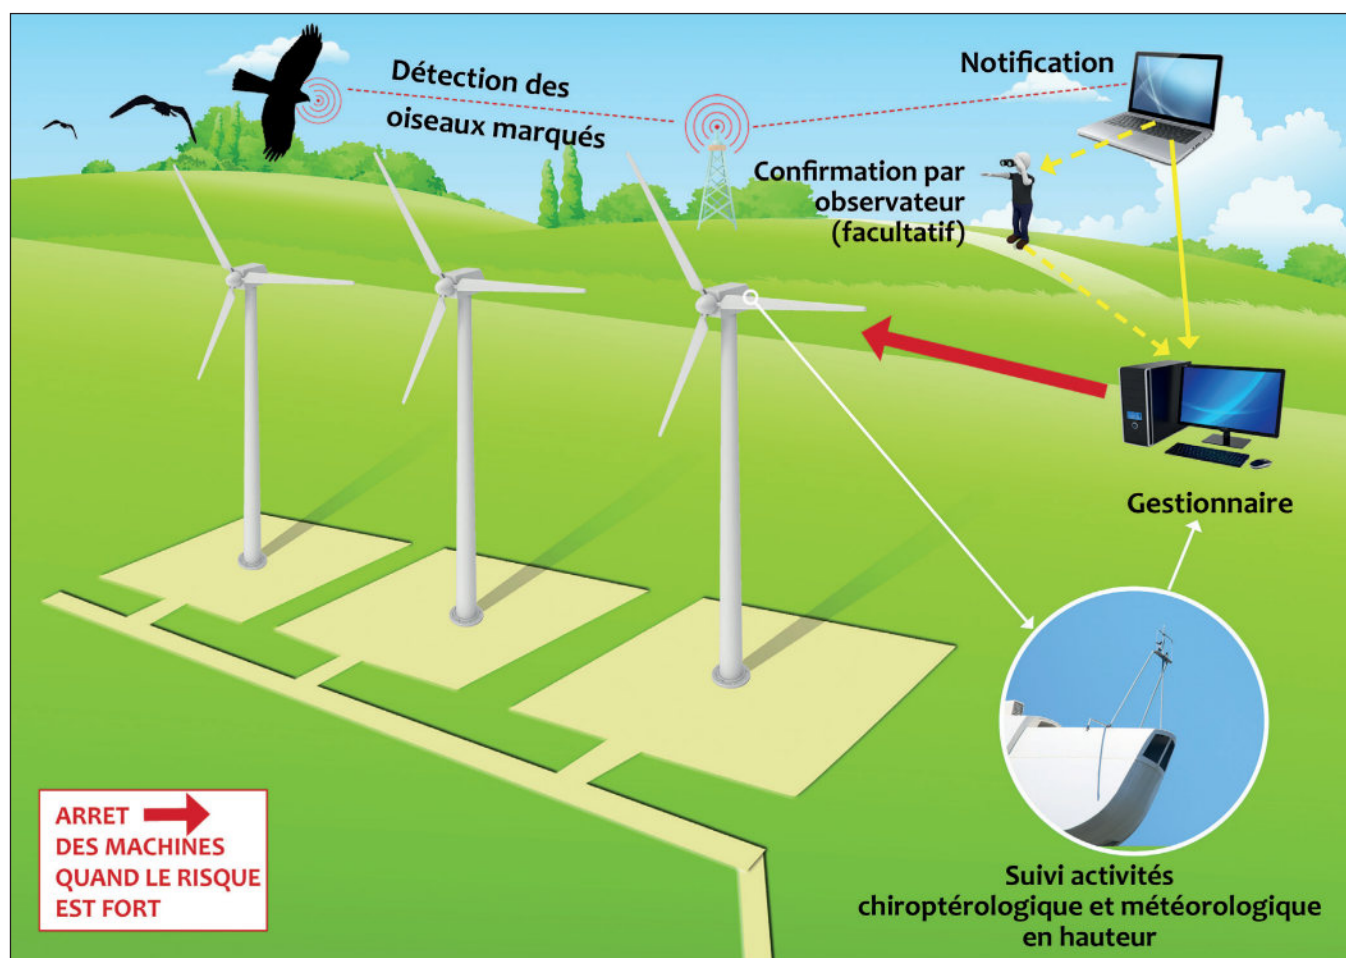 Détection des
oiseaux marqués
Notification
Confirmation par
observateur
(facultatif)
Gestionnaire
ARRET
DES MACHINES
QUAND LE RISQUE
EST FORT
Suivi activités
chiroptérologique et météorologique
en hauteur